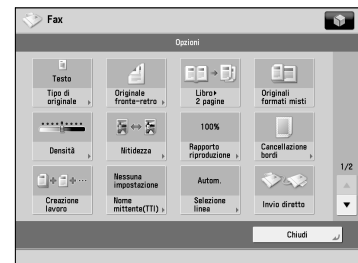 Fax
Opzioni
Testo
Tipo di
originale
Originale
fronte-retro
Libro
2 pagine
Originali
formati misti
Densità
Nitidezza
100%
Rapporto
riproduzione
Cancellazione
bordi
1/2
Creazione
lavoro
Nessuna
impostazione
Nome
mittente(TTI)
Autom.
Selezione
linea
Invio diretto
Chiudi